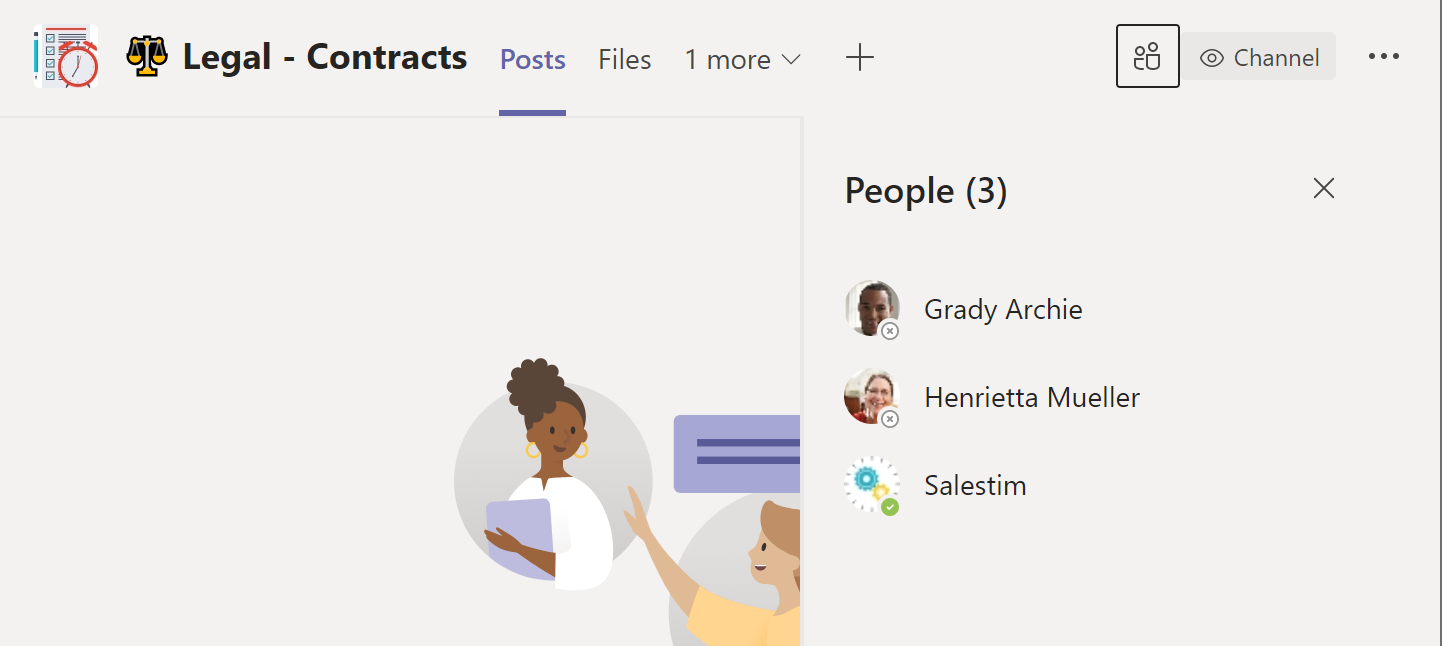 Legal - Contracts Posts Files 1 more Channel
People (3)
Grady Archie
Henrietta Mueller
Salestim